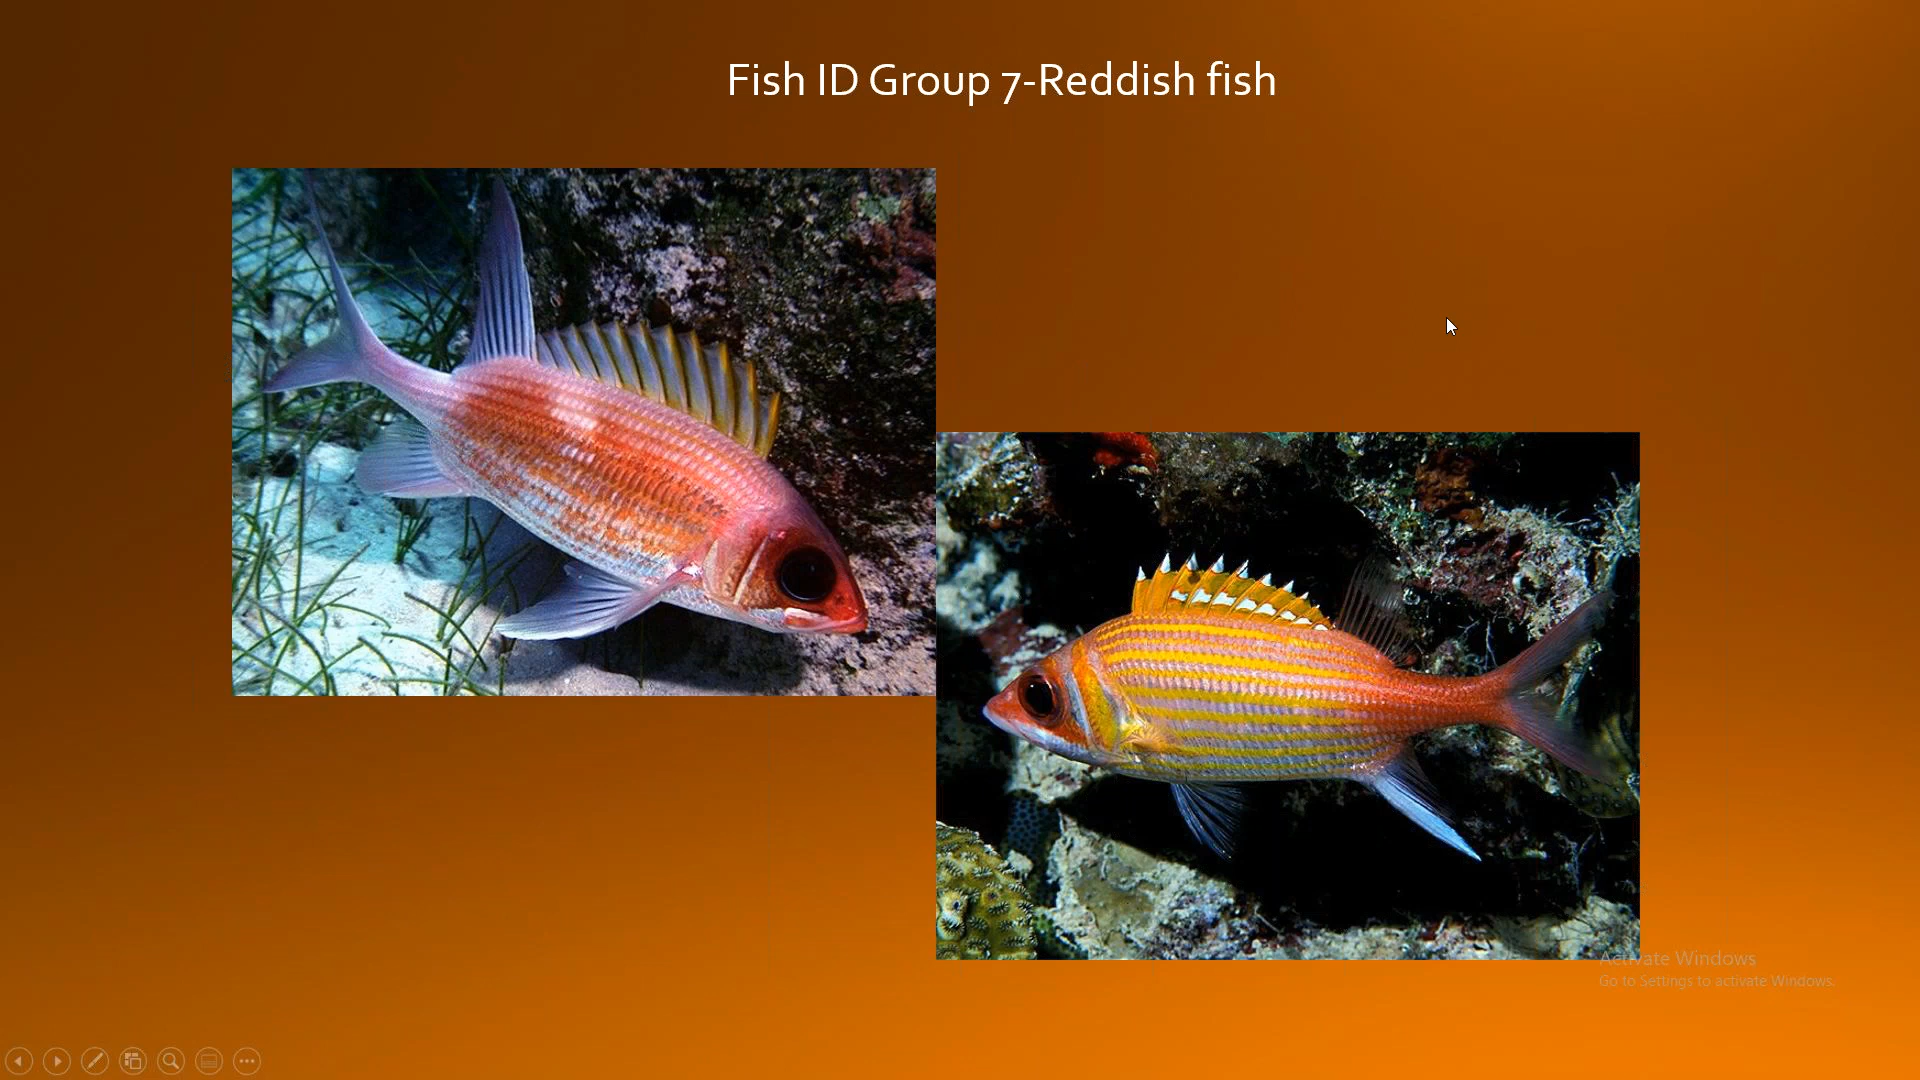 Fish ID Group 7-Reddish fish
Activate Windows
Go to Settings to activate Windows.